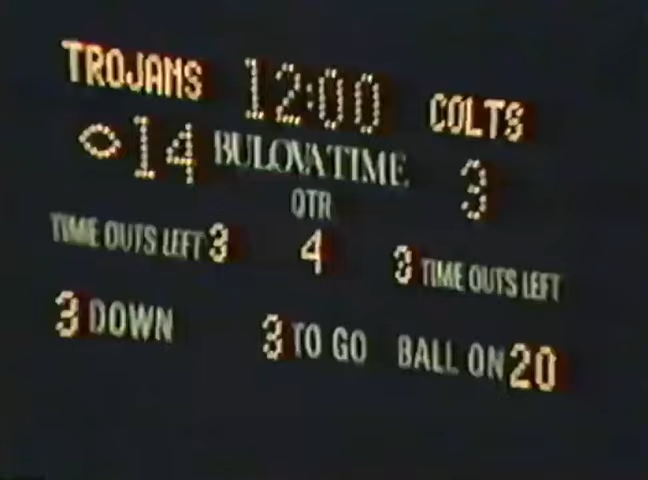 TROJANS 12:00 COLTS
14 BULOVA TIME 3
QTR
TIME OUTS LEFT 3 4 3 TIME OUTS LEFT
3 DOWN 3 TO GO BALL ON 20